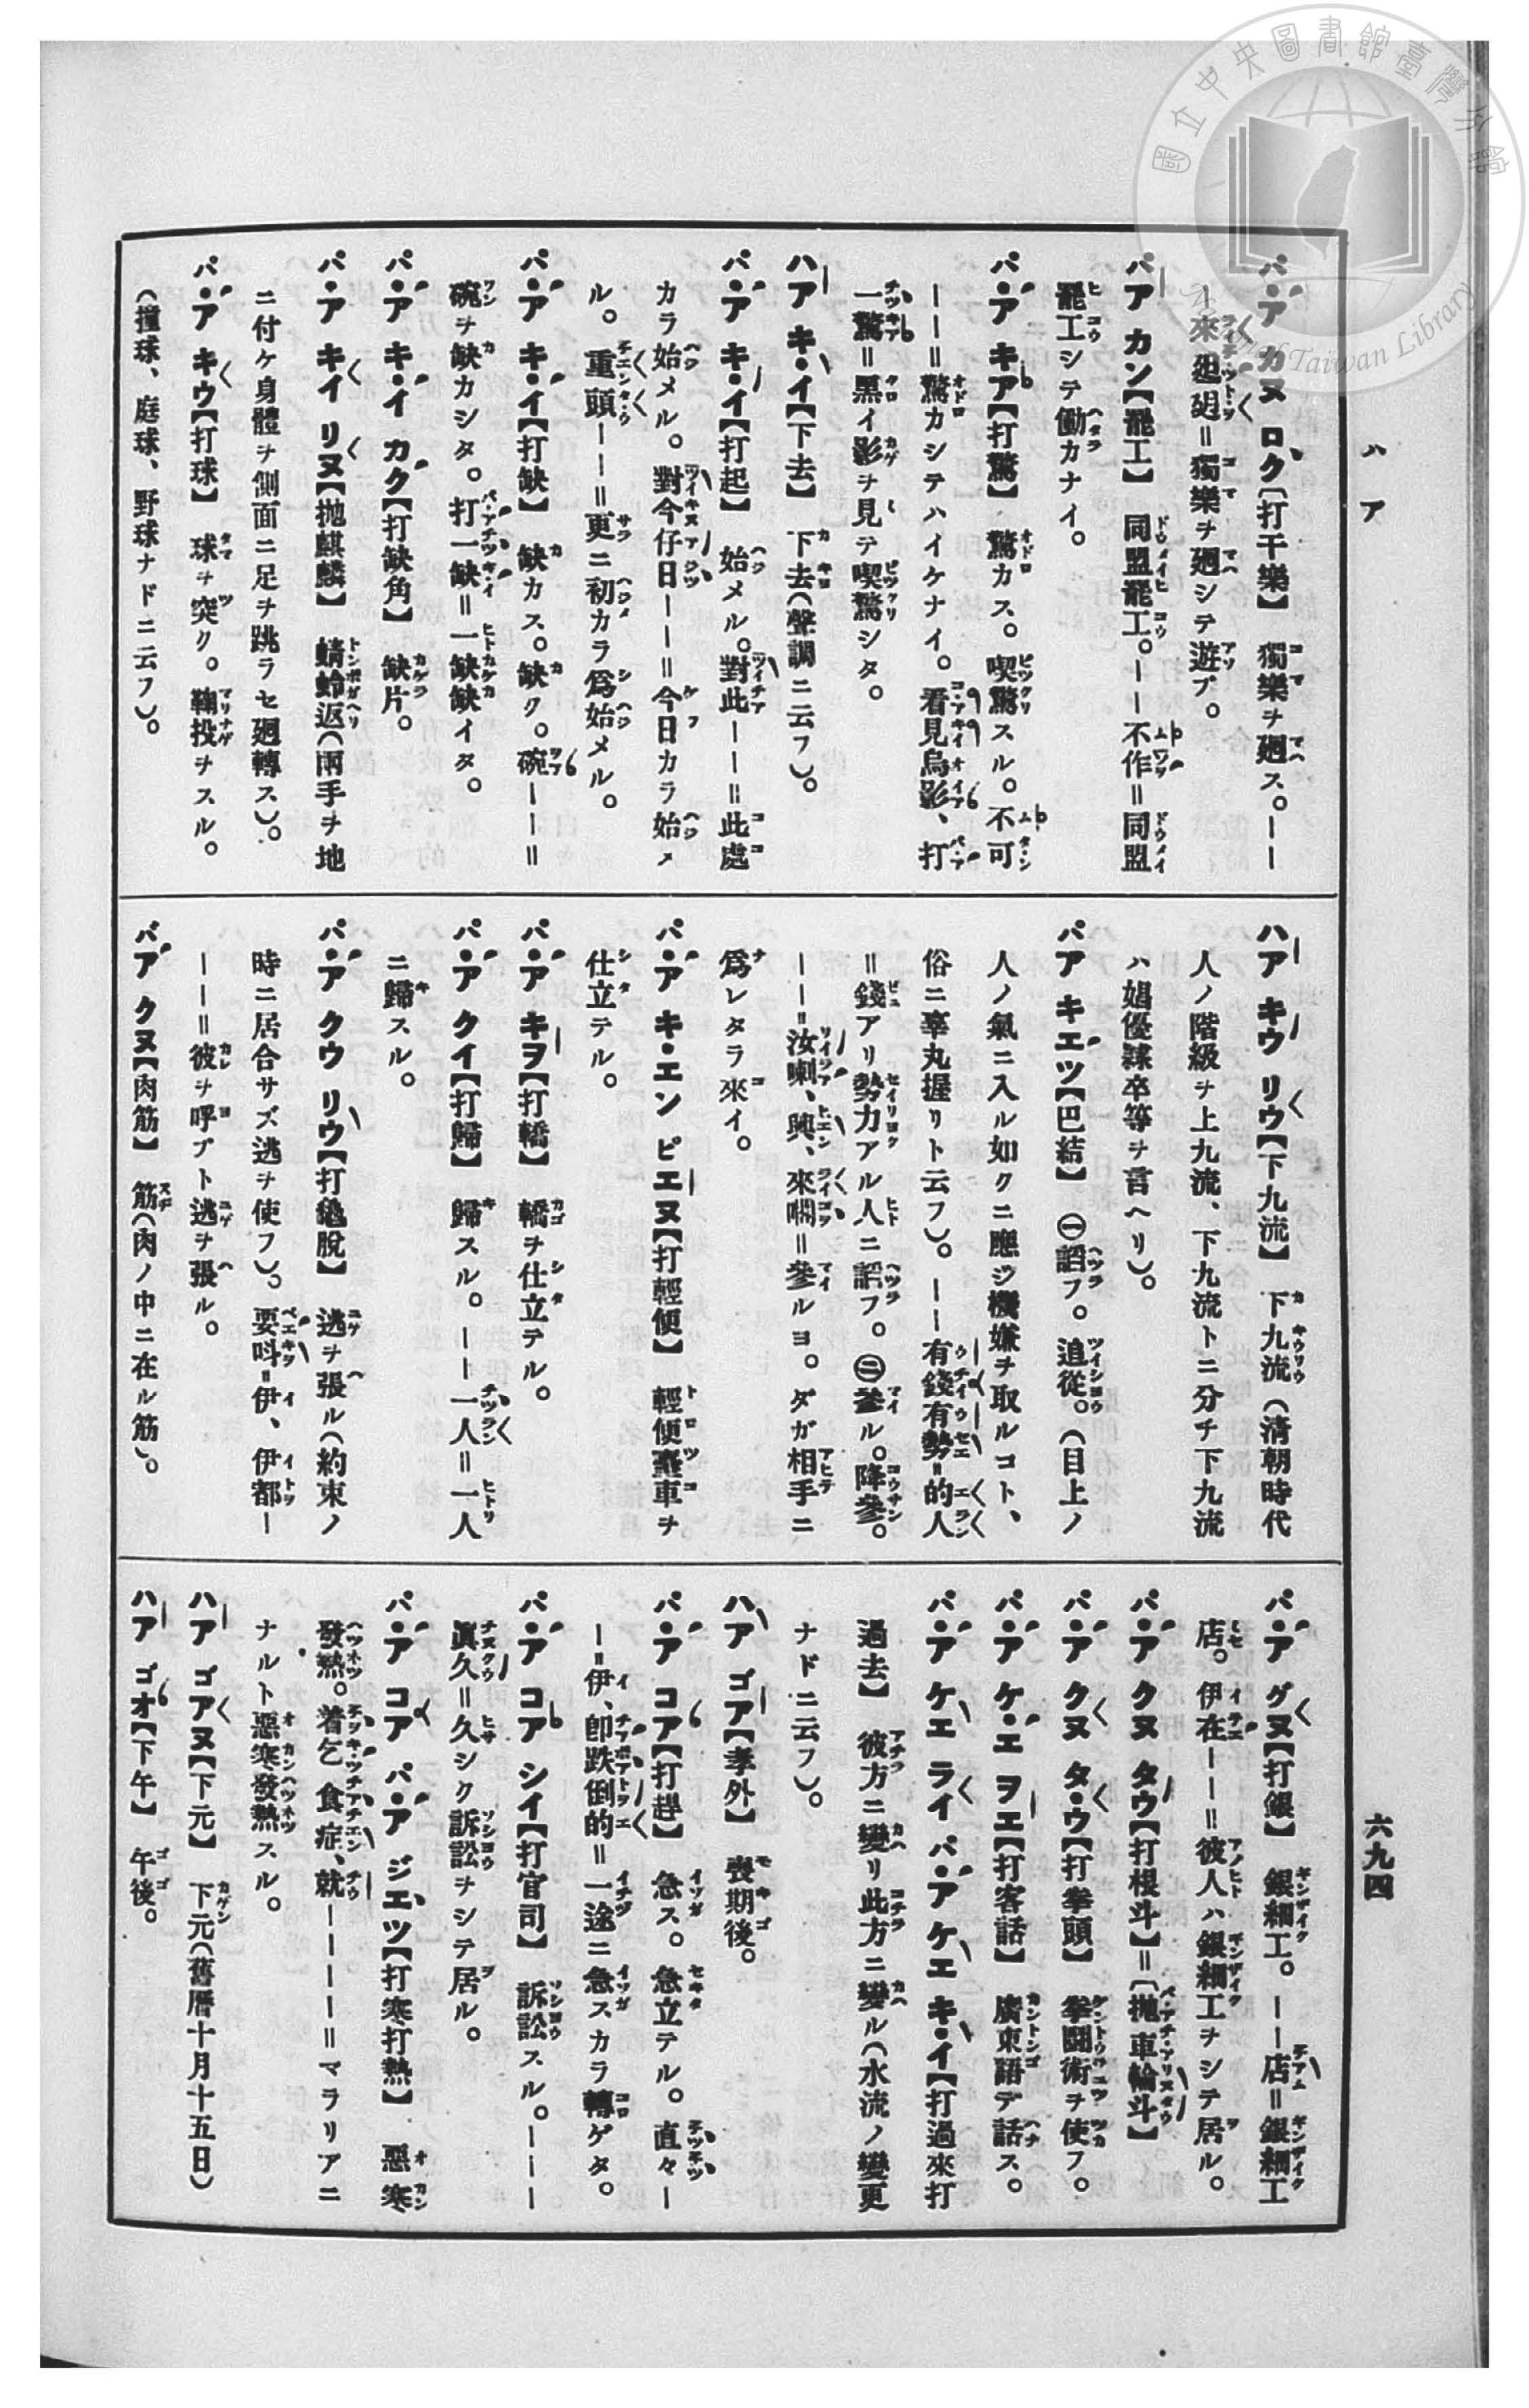 ハア
六九四
パ・ア カヌ ロク【打干樂】 獨樂ヲ廻ス。――
―來𨑨𨑨=獨樂ヲ廻シテ遊ブ。
パア カン【罷工】 同盟罷工。――不作=同盟
罷工シテ働カナイ。
パ・ア キア【打驚】 驚カス。喫驚スル。不可
――=驚カシテハイケナイ。看見烏影、打
一驚=黑イ影ヲ見テ喫驚シタ。
ハア キ・イ【下去】 下去(聲調ニ云フ)。
パ・ア キ・イ【打起】 始メル。對此――=此處
カラ始メル。對今仔日――=今日カラ始メ
ル。重頭――=更ニ初カラ爲始メル。
パ・ア キ・イ【打缺】 缺カス。缺ク。碗――=
碗ヲ缺カシタ。打一缺=一缺缺イタ。
パ・ア キ・イ カク【打缺角】 缺片。
パ・ア キイ リヌ【抛麒麟】 蜻蛉返(兩手ヲ地
ニ付ケ身體ヲ側面ニ足ヲ跳ラセ廻轉ス)。
パ・ア キウ【打球】 球ヲ突ク。鞠投ヲスル。
(撞球、庭球、野球ナドニ云フ)。
ハア キウ リウ【下九流】 下九流(清朝時代
人ノ階級ヲ上九流、下九流トニ分チ下九流
ハ娼優隷卒等ヲ言ヘリ)。
パア キエツ【巴結】 ㊀諂フ。追從。(目上ノ
人ノ氣ニ入ル如クニ應ジ機嫌ヲ取ルコト、
俗ニ睾丸握リト云フ)。――有錢有勢=的人
=錢アリ勢力アル人ニ諂フ。㊁參ル。降參。
――=汝喇、興、來嘓=參ルヨ。ダガ相手ニ
爲レタラ來イ。
パ・ア キ・エン ピエヌ【打輕便】 輕便臺車ヲ
仕立テル。
パ・ア キヲ【打轎】 轎ヲ仕立テル。
パ・ア クイ【打歸】 歸スル。――一人=一人
ニ歸スル。
パ・ア クウ リウ【打龜脫】 逃ヲ張ル(約束ノ
時ニ居合サズ逃ヲ使フ)。要呌=伊、伊都―
――=彼ヲ呼ブト逃ヲ張ル。
バア クヌ【肉筋】 筋(肉ノ中ニ在ル筋)。
パ・ア グヌ【打銀】 銀細工。――店=銀細工
店。伊在――=彼人ハ銀細工ヲシテ居ル。
パ・ア クヌ タウ【打根斗】=〔抛車輪斗〕
パ・ア クヌ タ・ウ【打拳頭】 拳鬪術ヲ使フ。
パ・ア ケ・エ ヲエ【打客話】 廣東語デ話ス。
パ・ア ケエ ライ パ・ア ケエ キ・イ【打過來打
過去】 彼方ニ變リ此方ニ變ル(水流ノ變更
ナドニ云フ)。
ハア ゴア【孝外】 喪期後。
パ・ア コア【打趕】 急ス。急立テル。直々―
―=伊、卽跌倒的=一途ニ急スカラ轉ゲタ。
パ・ア コア シイ【打官司】 訴訟スル。―――
眞久=久シク訴訟ヲシテ居ル。
パ・ア コア パ・ア ジエツ【打寒打熱】 惡寒
發熱。着乞食症、就――――=マラリアニ
ナルト惡寒發熱スル。
ハア ゴアヌ【下元】 下元(舊曆十月十五日)
ハア ゴオ【下午】 午後。
國立中央圖書館臺灣分館
National Taiwan Library